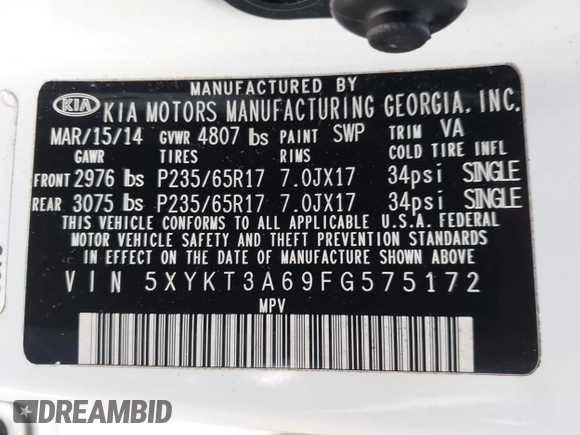 MANUFACTURED BY
KIA KIA MOTORS MANUFACTURING GEORGIA, INC.
MAR/15/14 GVWR 4807 lbs PAINT SWP TRIM VA
GAWR TIRES RIMS COLD TIRE INFL
FRONT 2976 lbs P235/65R17 7.0JX17 34psi SINGLE
REAR 3075 lbs P235/65R17 7.0JX17 34psi SINGLE
THIS VEHICLE CONFORMS TO ALL APPLICABLE U.S.A. FEDERAL
MOTOR VEHICLE SAFETY AND THEFT PREVENTION STANDARDS
IN EFFECT ON THE DATE OF MANUFACTURE SHOWN ABOVE
VIN 5XYKT3A69FG575172
MPV
DREAMBID